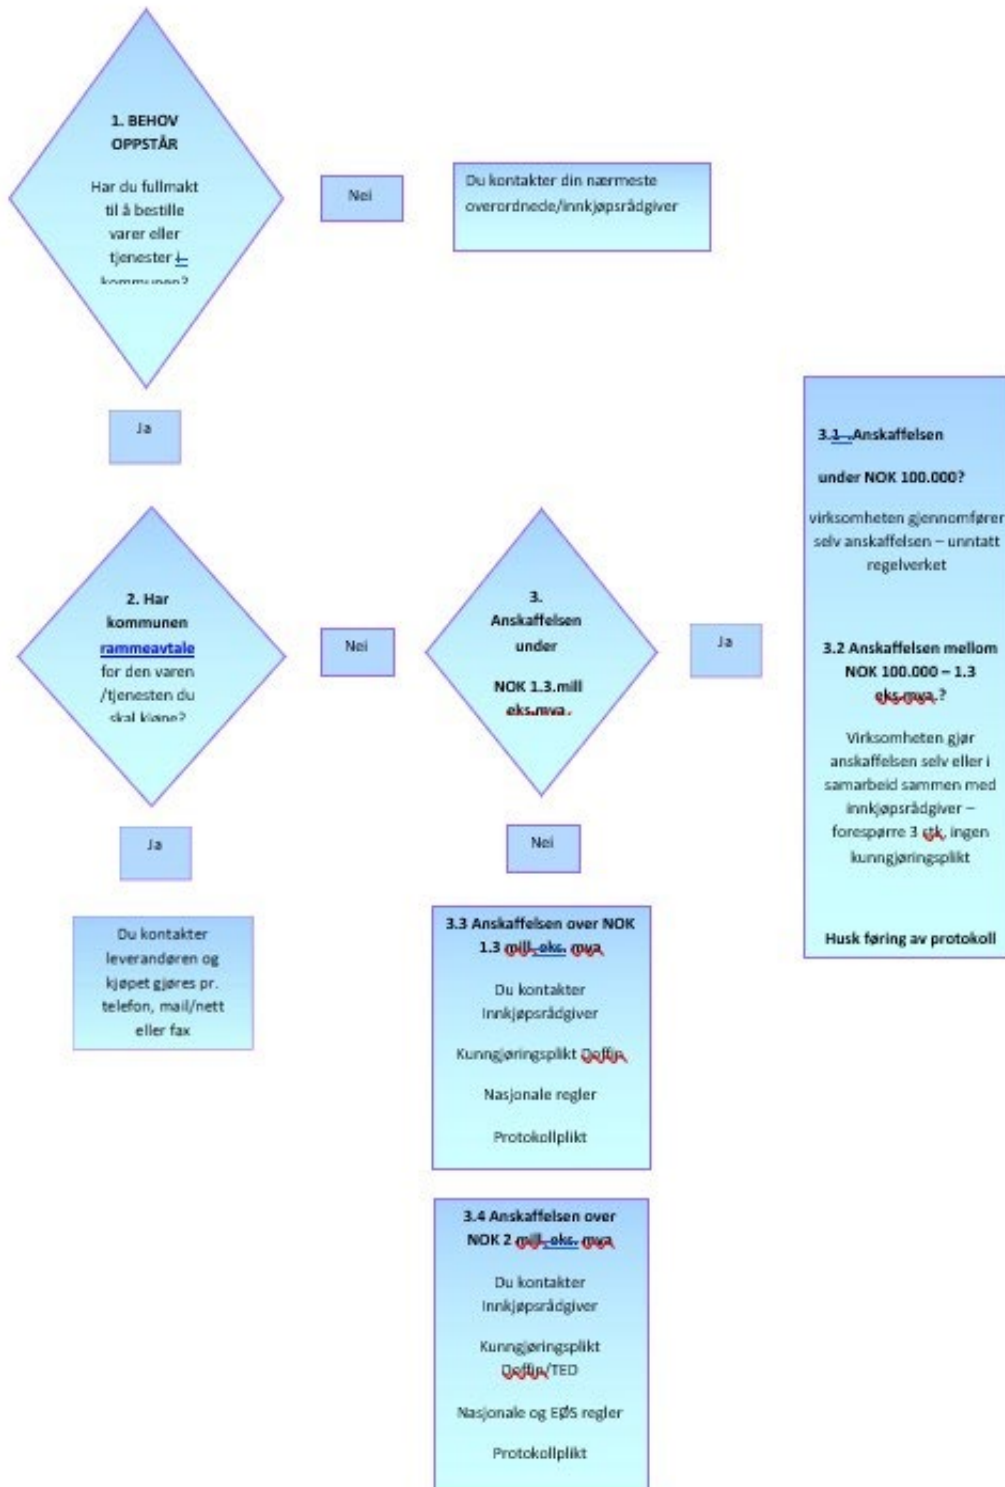 1. BEHOV
OPPSTÅR
Har du fullmakt
til å bestille
varer eller
tjenester i
kommunen?
Nei
Du kontakter din nærmeste
overordnede/innkjøpsrådgiver
Ja
2. Har
kommunen
rammeavtale
for den varen
/tjenesten du
skal kjøpe?
Nei
3.
Anskaffelsen
under
NOK 1.3.mill
eks.mva.
Ja
3.1 .Anskaffelsen
under NOK 100.000?
virksomheten gjennomfører
selv anskaffelsen – unntatt
regelverket
3.2 Anskaffelsen mellom
NOK 100.000 – 1.3
eks.mva.?
Virksomheten gjør
anskaffelsen selv eller i
samarbeid sammen med
innkjøpsrådgiver –
forespørre 3 stk, ingen
kunngjøringsplikt
Husk føring av protokoll
Ja
Du kontakter
leverandøren og
kjøpet gjøres pr.
telefon, mail/nett
eller fax
Nei
3.3 Anskaffelsen over NOK
1.3 mill. eks. mva
Du kontakter
Innkjøpsrådgiver
Kunngjøringsplikt Doffin
Nasjonale regler
Protokollplikt
3.4 Anskaffelsen over
NOK 2 mill. eks. mva
Du kontakter
Innkjøpsrådgiver
Kunngjøringsplikt
Doffin/TED
Nasjonale og EØS regler
Protokollplikt